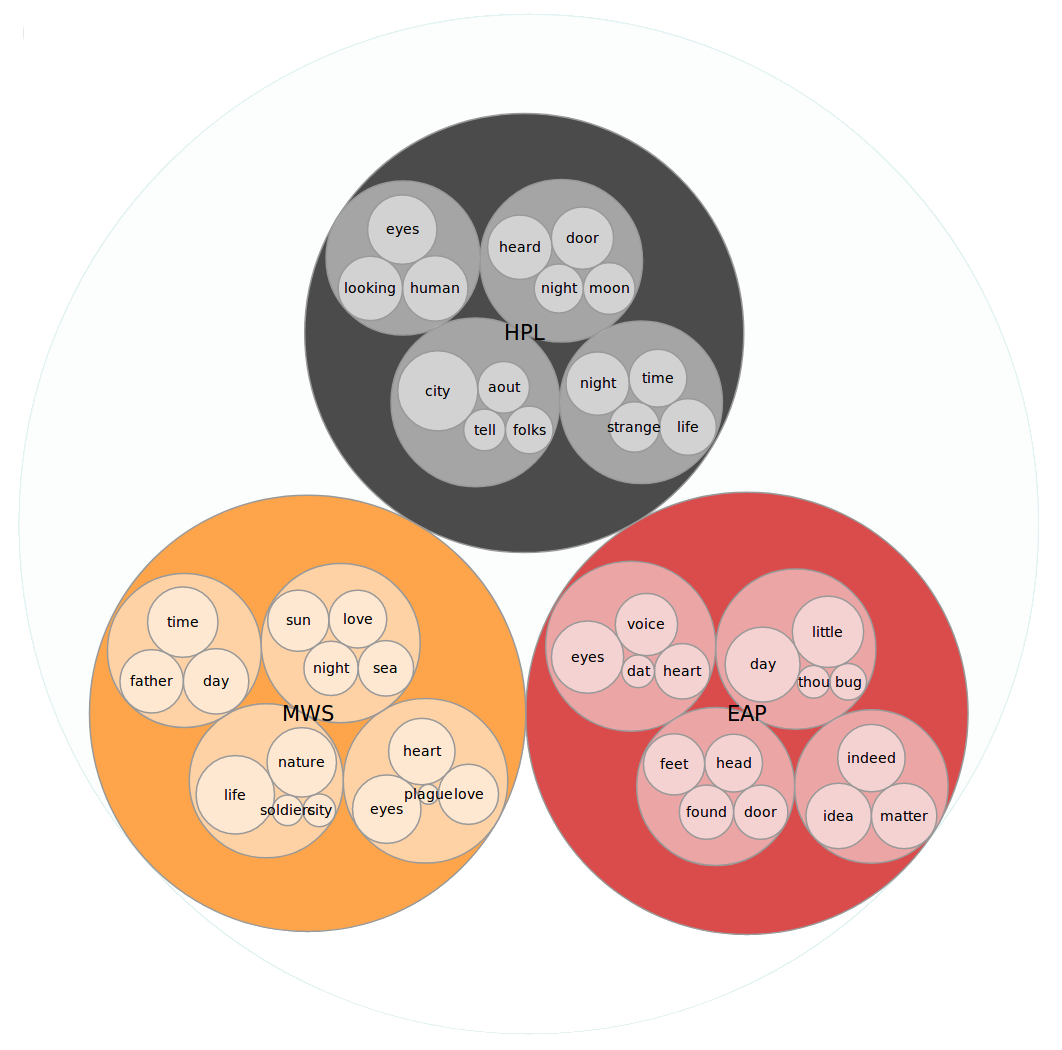 eyes
looking
human
heard
door
night
moon
HPL
city
aout
tell
folks
night
time
strange
life
time
father
day
sun
love
night
sea
MWS
nature
life
soldiers
city
heart
eyes
plague
love
voice
eyes
dat
heart
little
day
thou
bug
EAP
feet
head
found
door
indeed
idea
matter